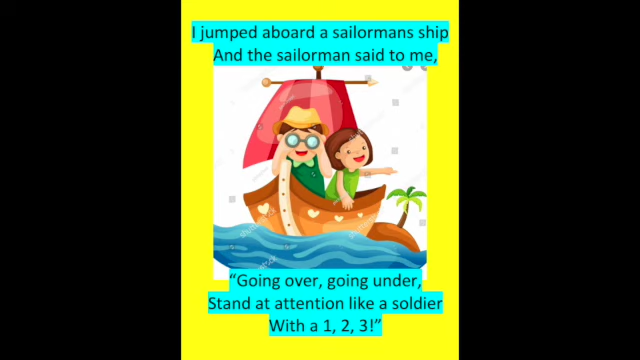 I jumped aboard a sailormans ship
And the sailorman said to me,
“Going over, going under,
Stand at attention like a soldier
With a 1, 2, 3!”